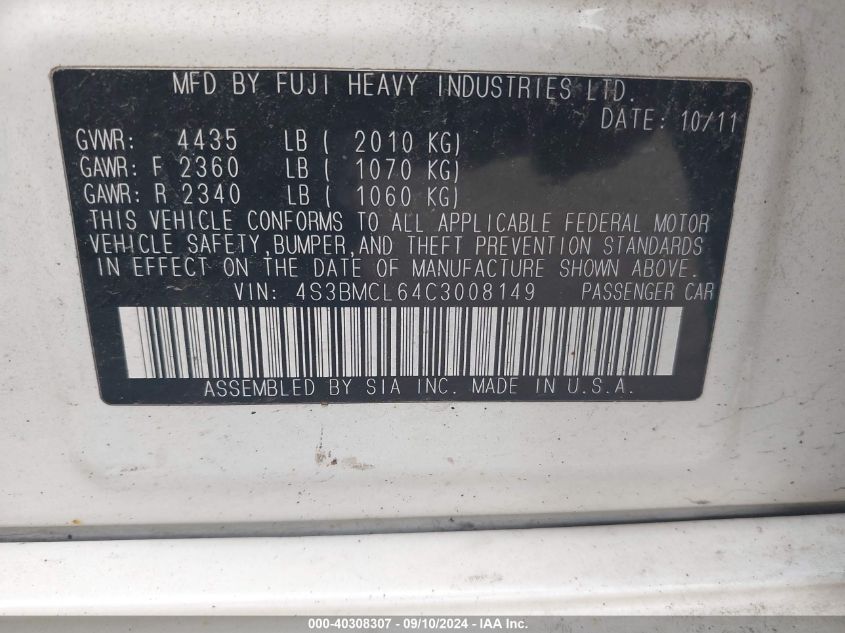 MFD BY FUJI HEAVY INDUSTRIES LTD.
DATE: 10/11
GVWR: 4435 LB ( 2010 KG)
GAWR: F 2360 LB ( 1070 KG)
GAWR: R 2340 LB ( 1060 KG)
THIS VEHICLE CONFORMS TO ALL APPLICABLE FEDERAL MOTOR
VEHICLE SAFETY,BUMPER,AND THEFT PREVENTION STANDARDS
IN EFFECT ON THE DATE OF MANUFACTURE SHOWN ABOVE.
VIN: 4S3BMCL64C3008149 PASSENGER CAR
ASSEMBLED BY SIA INC. MADE IN U.S.A.
000-40308307 - 09/10/2024 - IAA Inc.